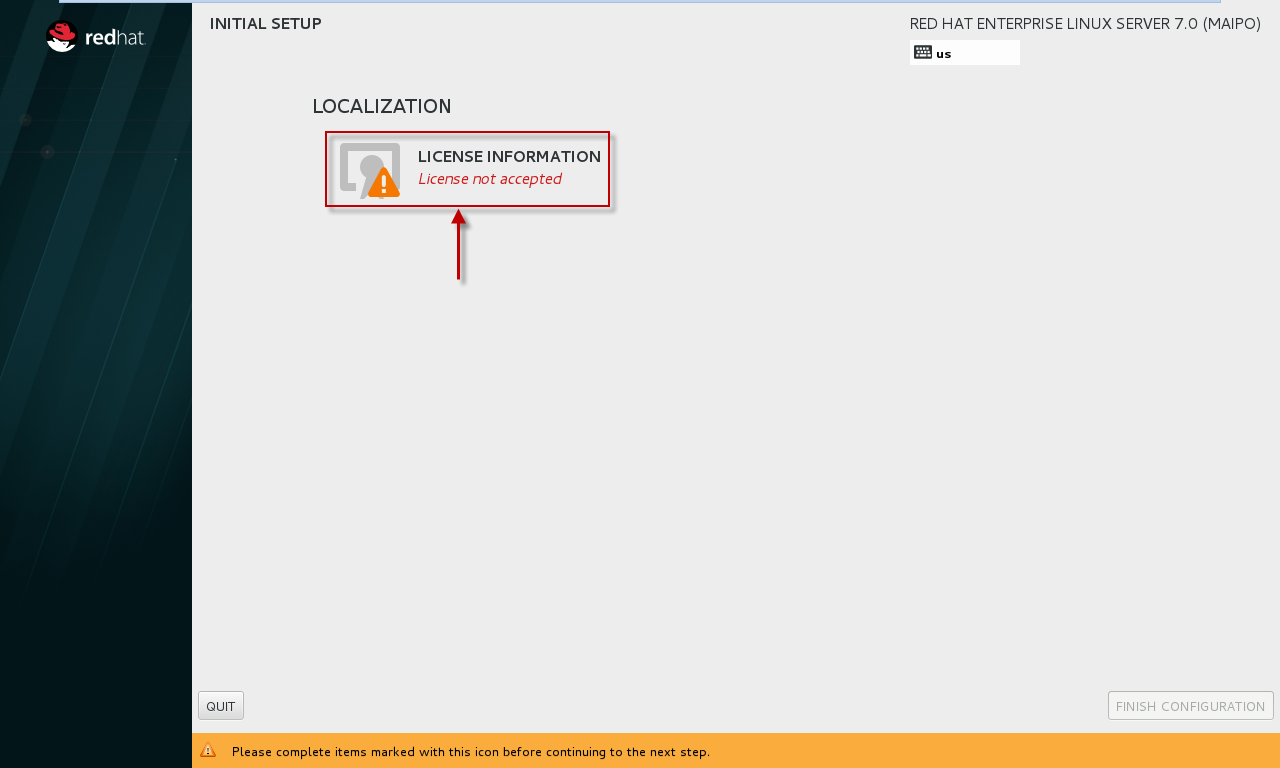 redhat.
INITIAL SETUP
RED HAT ENTERPRISE LINUX SERVER 7.0 (MAIPO)
us
LOCALIZATION
LICENSE INFORMATION
License not accepted
QUIT
FINISH CONFIGURATION
Please complete items marked with this icon before continuing to the next step.